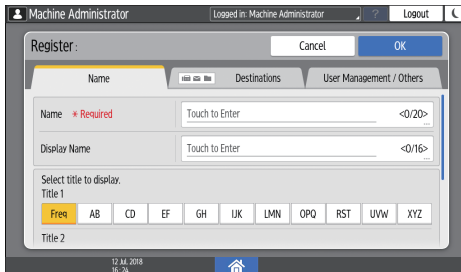 Machine Administrator
Logged in: Machine Administrator
?
Logout
Register:
Cancel
OK
Name
Destinations
User Management / Others
Name * Required
Touch to Enter
<0/20>
Display Name
Touch to Enter
<0/16>
Select title to display.
Title 1
Freq AB CD EF GH IJK LMN OPQ RST UVW XYZ
Title 2
12 Jul. 2018
16:24